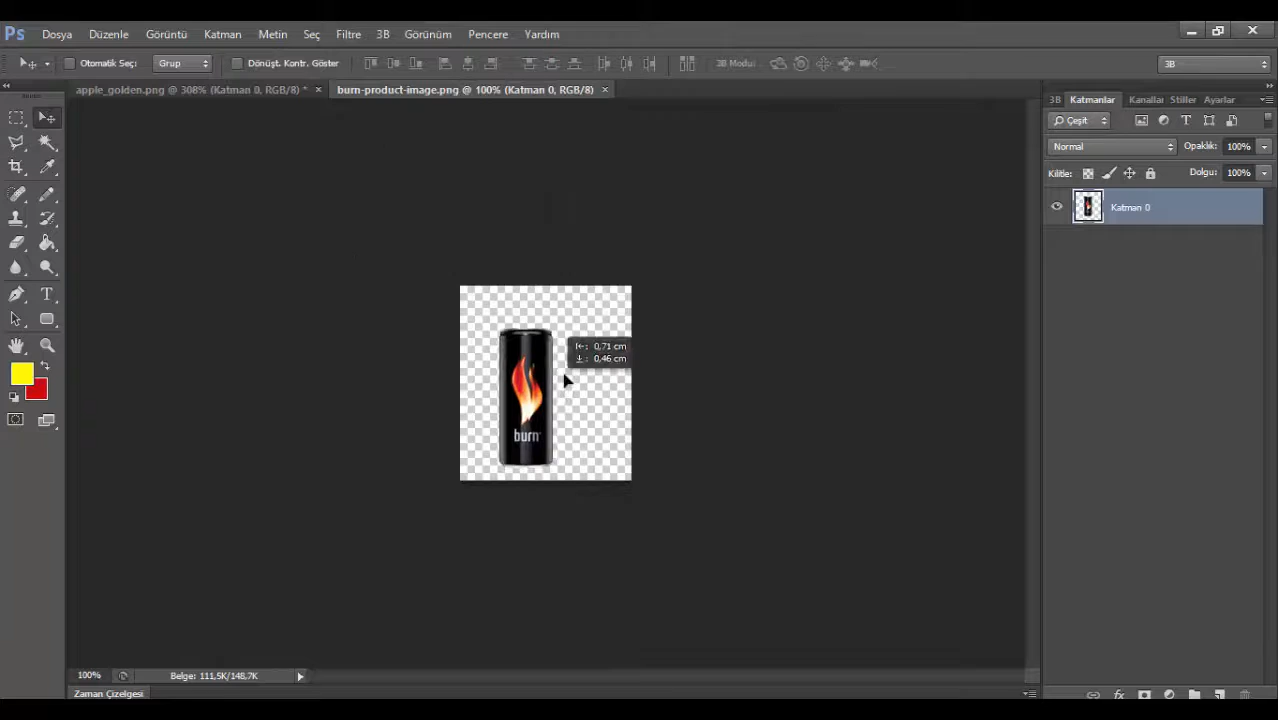 Ps Dosya Düzenle Görüntü Katman Metin Seç Filtre 3B Görünüm Pencere Yardım
Otomatik Seç: Grup Dönüşt. Kontr. Göster 3B Modu: 3B
apple_golden.png @ 308% (Katman 0, RGB/8) * × burn-product-image.png @ 100% (Katman 0, RGB/8) ×
3B Katmanlar Kanallar Stiller Ayarlar
Çeşit
Normal Opaklık: 100%
Kilitle: Dolgu: 100%
Katman 0
0,71 cm
0,46 cm
burn
T
100% Belge: 111,5K/148,7K
Zaman Çizelgesi
fx